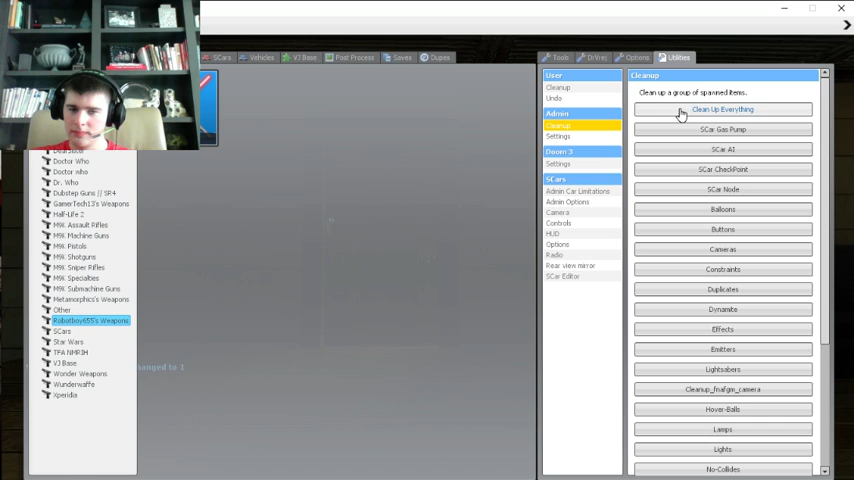 SCars Vehicles VJ Base Post Process Saves Dupes
Tools DrVrej Options Utilities
Doctor Who
Doctor who
Dr. Who
Dubstep Guns // SR4
GamerTech13's Weapons
Half-Life 2
M9K Assault Rifles
M9K Machine Guns
M9K Pistols
M9K Shotguns
M9K Sniper Rifles
M9K Specialties
M9K Submachine Guns
Metamorphics's Weapons
Other
Robotboy655's Weapons
SCars
Star Wars
TFA NMRIH
VJ Base
Wonder Weapons
Wunderwaffe
Xperidia
hanged to 1
User
Cleanup
Undo
Admin
Cleanup
Settings
Doom 3
Settings
SCars
Admin Car Limitations
Admin Options
Camera
Controls
HUD
Options
Radio
Rear view mirror
SCar Editor
Cleanup
Clean up a group of spawned items.
Clean Up Everything
SCar Gas Pump
SCar AI
SCar CheckPoint
SCar Node
Balloons
Buttons
Cameras
Constraints
Duplicates
Dynamite
Effects
Emitters
Lightsabers
Cleanup_fnafgm_camera
Hover-Balls
Lamps
Lights
No-Collides